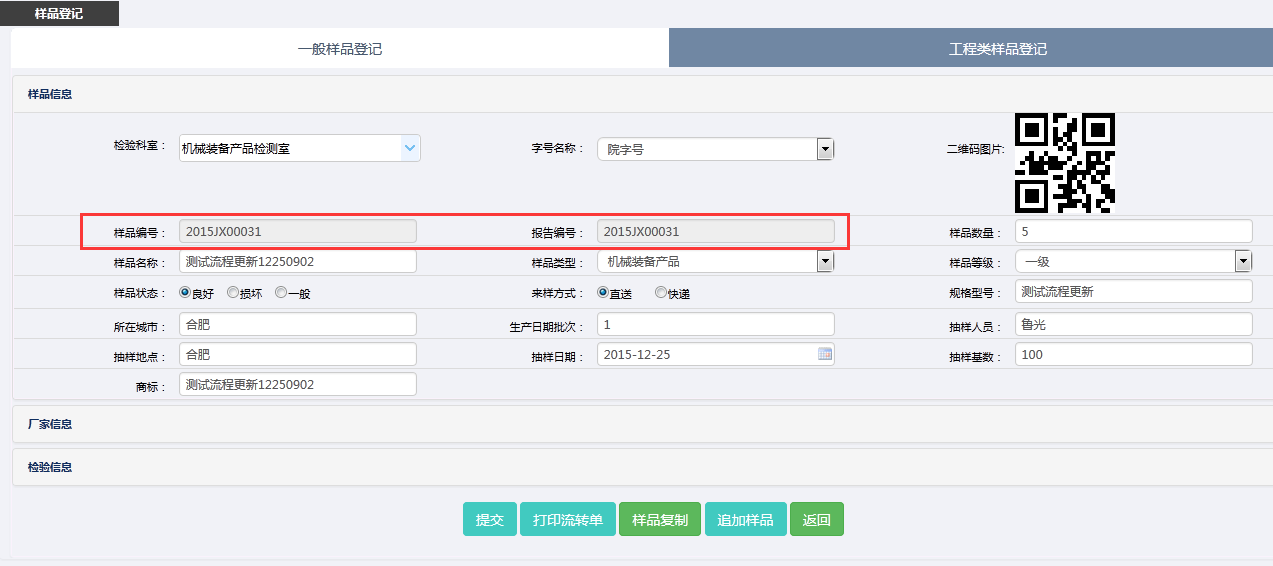 样品登记
一般样品登记 工程类样品登记
样品信息
检验科室： 机械装备产品检测室 字号名称： 院字号 二维码图片:
样品编号： 2015JX00031 报告编号： 2015JX00031 样品数量： 5
样品名称： 测试流程更新12250902 样品类型： 机械装备产品 样品等级： 一级
样品状态： 良好 损坏 一般 来样方式： 直送 快递 规格型号： 测试流程更新
所在城市： 合肥 生产日期批次： 1 抽样人员： 鲁光
抽样地点： 合肥 抽样日期： 2015-12-25 抽样基数： 100
商标： 测试流程更新12250902
厂家信息
检验信息
提交 打印流转单 样品复制 追加样品 返回